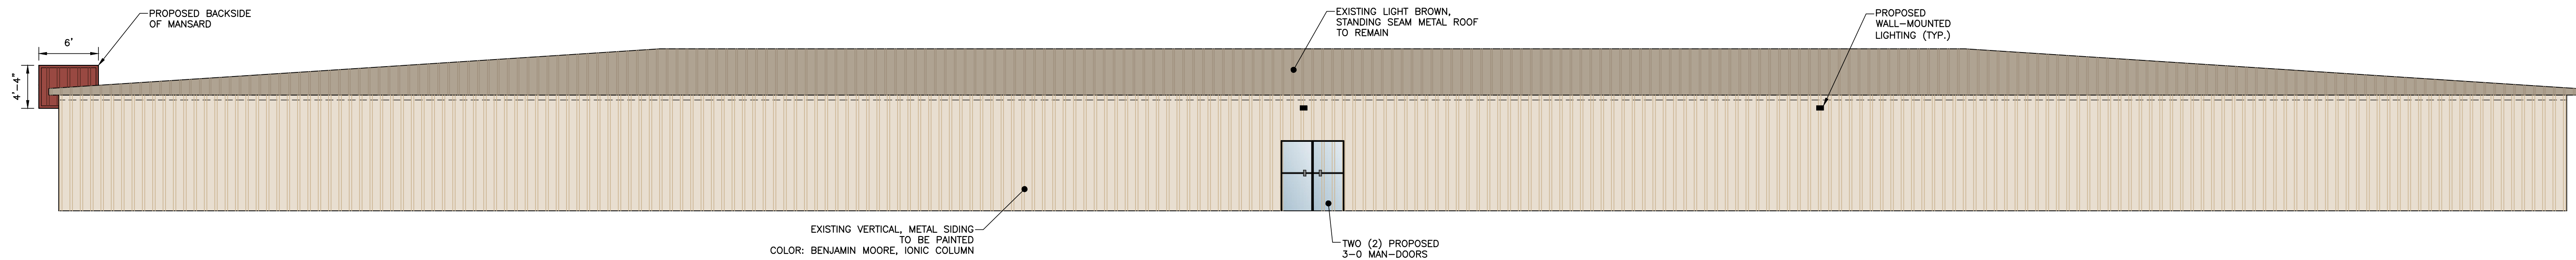 PROPOSED BACKSIDE
OF MANSARD
6'
4'-4"
EXISTING LIGHT BROWN,
STANDING SEAM METAL ROOF
TO REMAIN
PROPOSED
WALL-MOUNTED
LIGHTING (TYP.)
EXISTING VERTICAL, METAL SIDING
TO BE PAINTED
COLOR: BENJAMIN MOORE, IONIC COLUMN
TWO (2) PROPOSED
3-0 MAN-DOORS